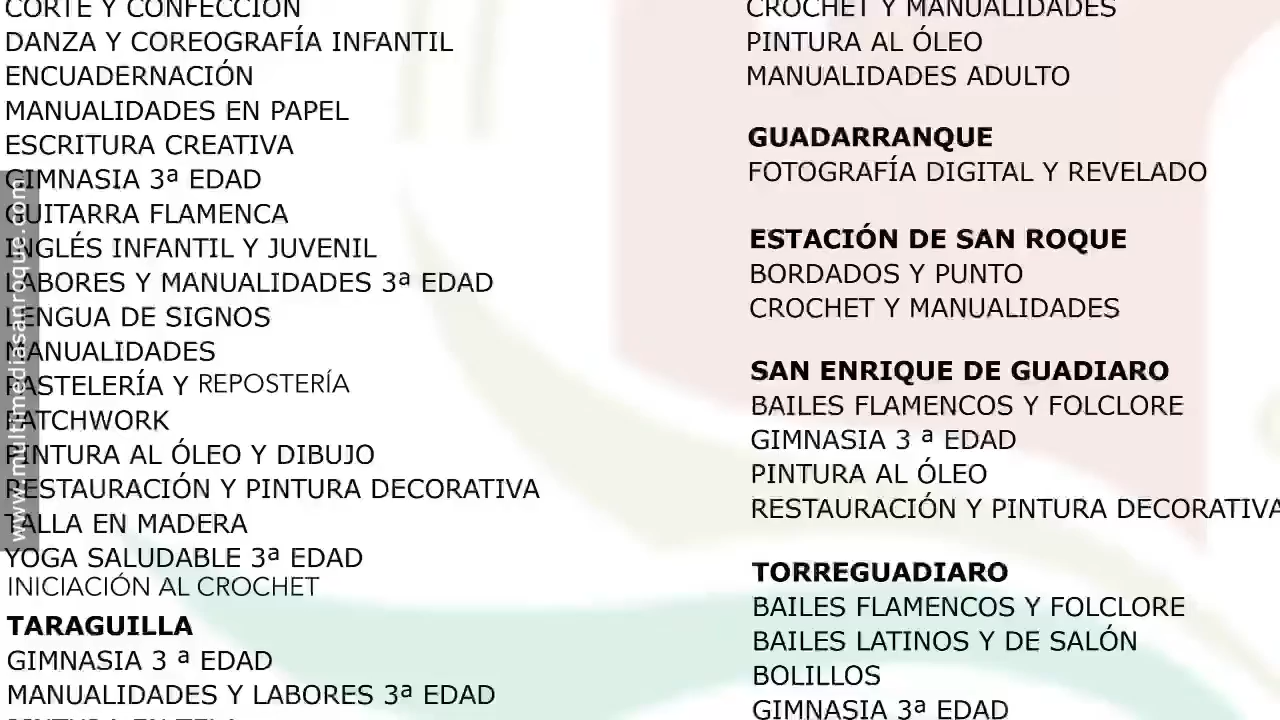 CORTE Y CONFECCIÓN
DANZA Y COREOGRAFÍA INFANTIL
ENCUADERNACIÓN
MANUALIDADES EN PAPEL
ESCRITURA CREATIVA
GIMNASIA 3ª EDAD
GUITARRA FLAMENCA
INGLÉS INFANTIL Y JUVENIL
LABORES Y MANUALIDADES 3ª EDAD
LENGUA DE SIGNOS
MANUALIDADES
PASTELERÍA Y REPOSTERÍA
PATCHWORK
PINTURA AL ÓLEO Y DIBUJO
RESTAURACIÓN Y PINTURA DECORATIVA
TALLA EN MADERA
YOGA SALUDABLE 3ª EDAD
INICIACIÓN AL CROCHET
TARAGUILLA
GIMNASIA 3 ª EDAD
MANUALIDADES Y LABORES 3ª EDAD
CROCHET Y MANUALIDADES
PINTURA AL ÓLEO
MANUALIDADES ADULTO
GUADARRANQUE
FOTOGRAFÍA DIGITAL Y REVELADO
ESTACIÓN DE SAN ROQUE
BORDADOS Y PUNTO
CROCHET Y MANUALIDADES
SAN ENRIQUE DE GUADIARO
BAILES FLAMENCOS Y FOLCLORE
GIMNASIA 3 ª EDAD
PINTURA AL ÓLEO
RESTAURACIÓN Y PINTURA DECORATIVA
TORREGUADIARO
BAILES FLAMENCOS Y FOLCLORE
BAILES LATINOS Y DE SALÓN
BOLILLOS
GIMNASIA 3ª EDAD
www.multimediasanroque.com